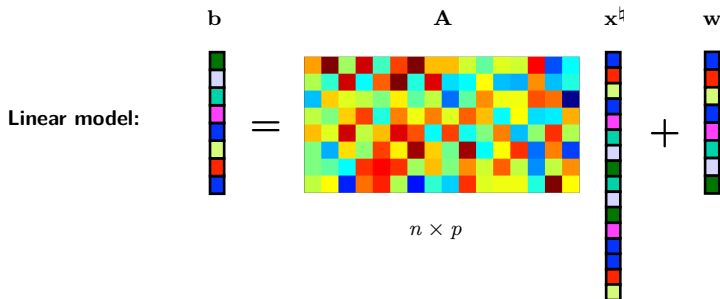 b A x♮ w
Linear model: = +
n × p